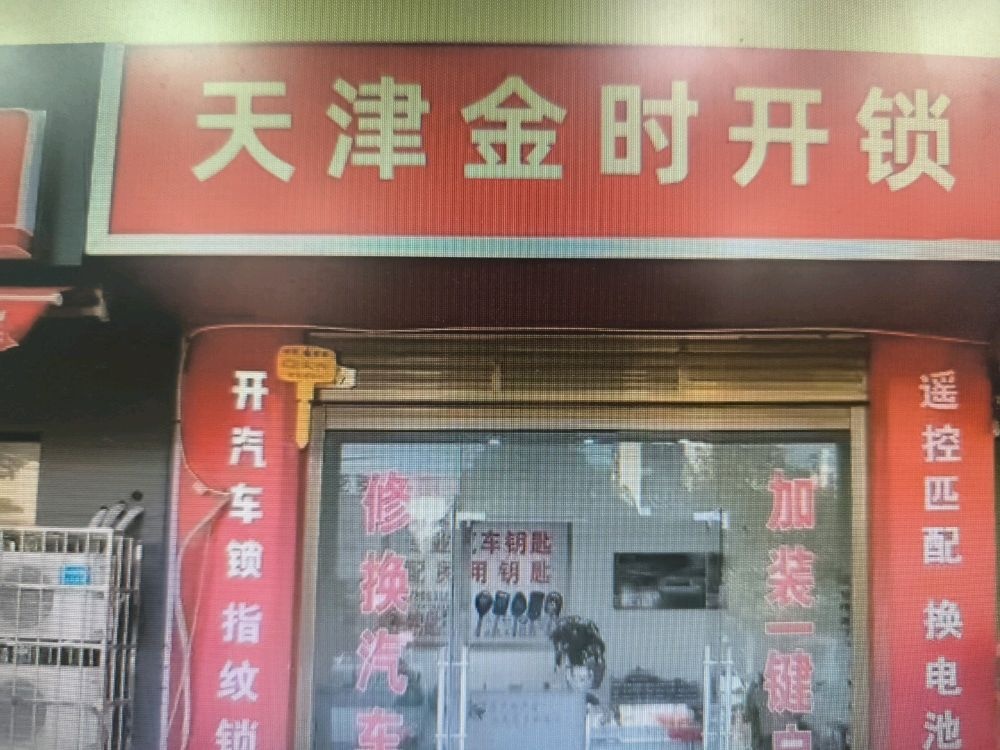 天津金时开锁
开汽车锁 指纹锁
遥控匹配 换电池
修换汽车
加装一键
车钥匙
用钥匙